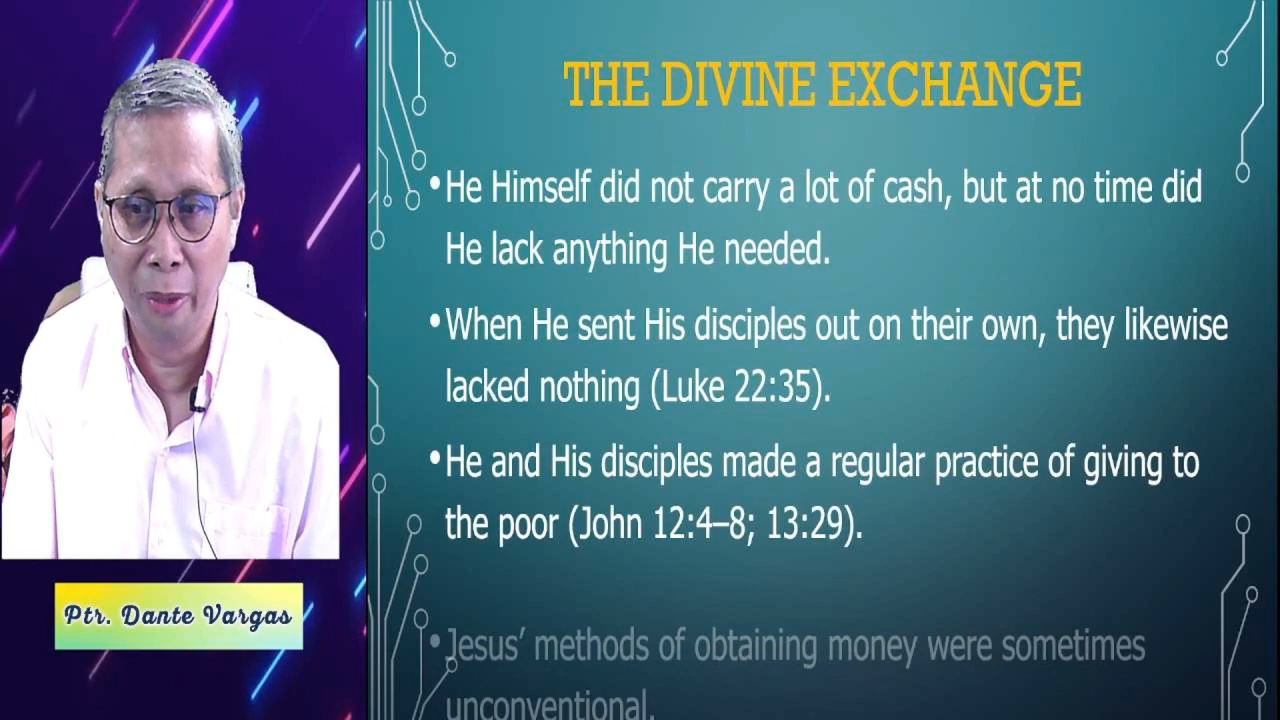 THE DIVINE EXCHANGE
• He Himself did not carry a lot of cash, but at no time did
He lack anything He needed.
• When He sent His disciples out on their own, they likewise
lacked nothing (Luke 22:35).
• He and His disciples made a regular practice of giving to
the poor (John 12:4–8; 13:29).
• Jesus’ methods of obtaining money were sometimes
unconventional.
Ptr. Dante Vargas